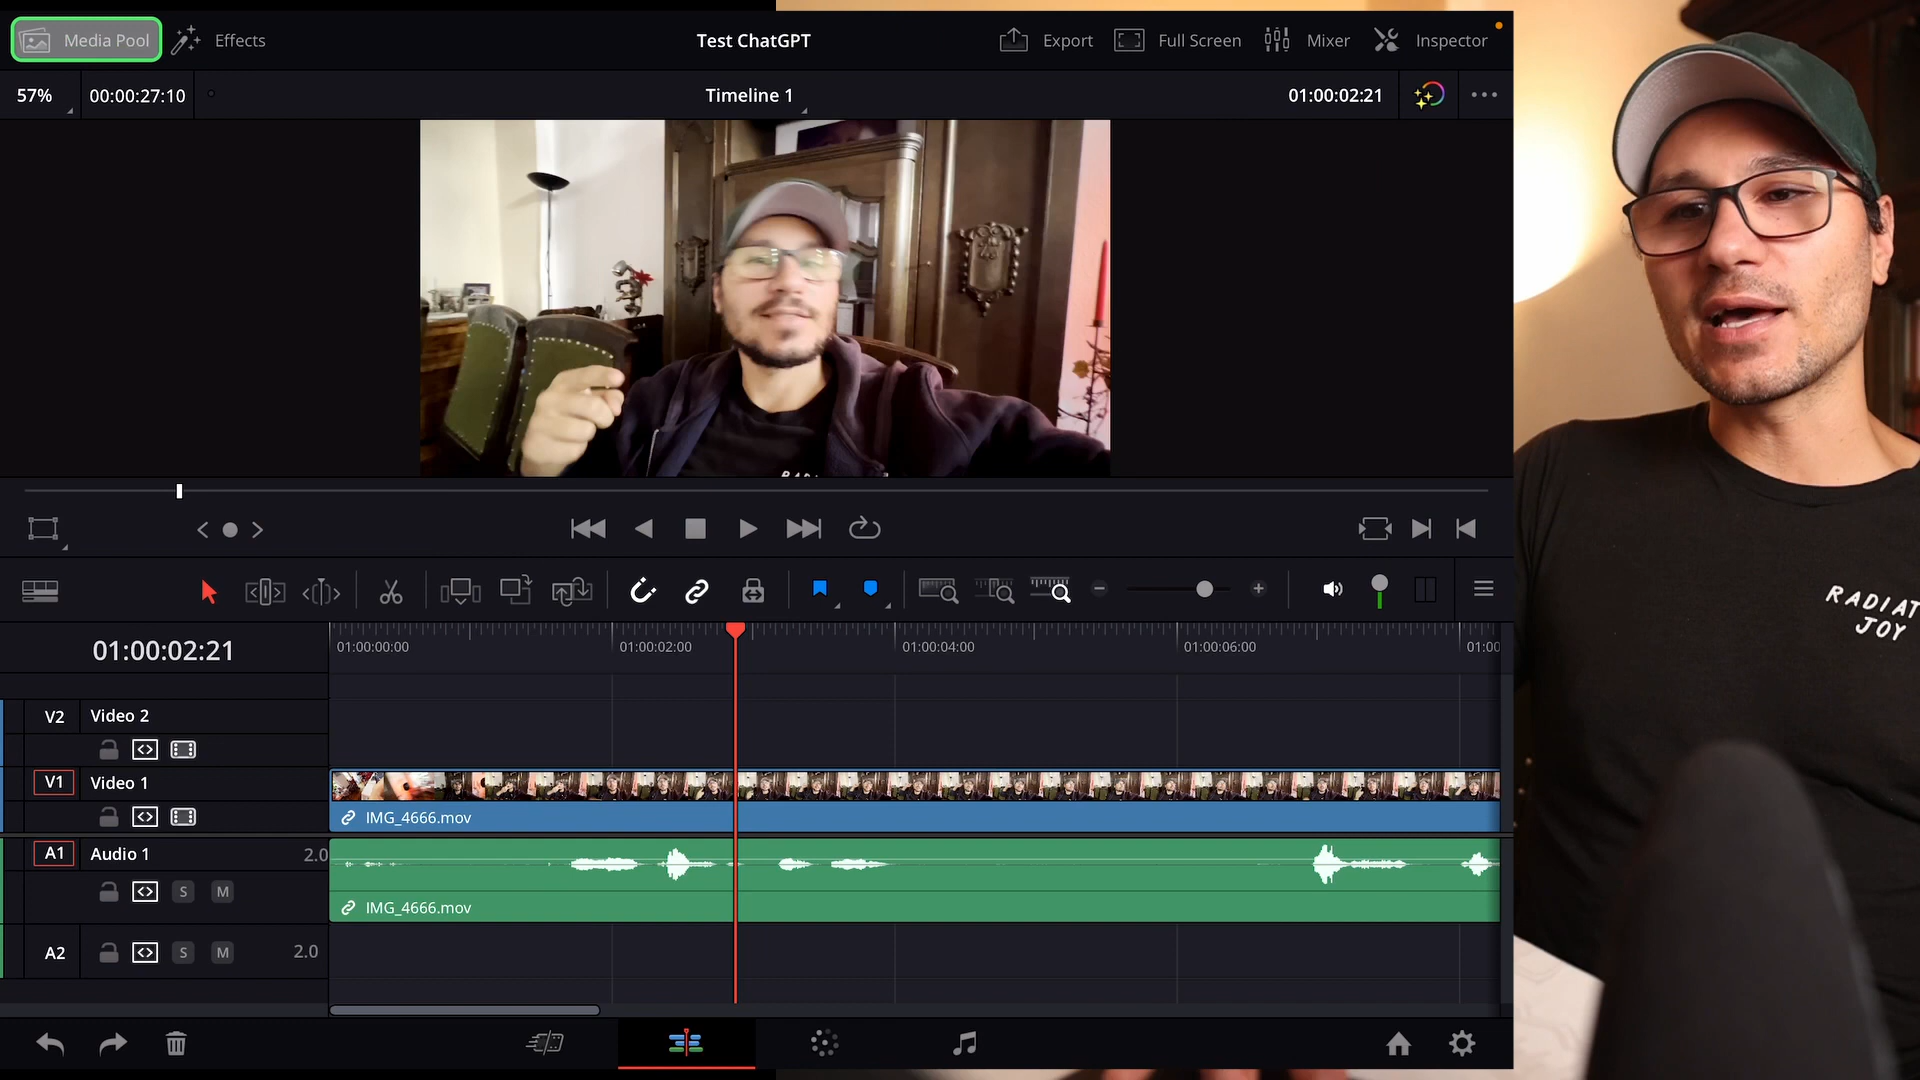 Media Pool
Effects
Test ChatGPT
Export
Full Screen
Mixer
Inspector
57%
00:00:27:10
Timeline 1
01:00:02:21
RADIAT
JOY
01:00:02:21
01:00:00:00
01:00:02:00
01:00:04:00
01:00:06:00
01:00
V2
Video 2
V1
Video 1
IMG_4666.mov
A1
Audio 1
2.0
S
M
IMG_4666.mov
A2
S
M
2.0